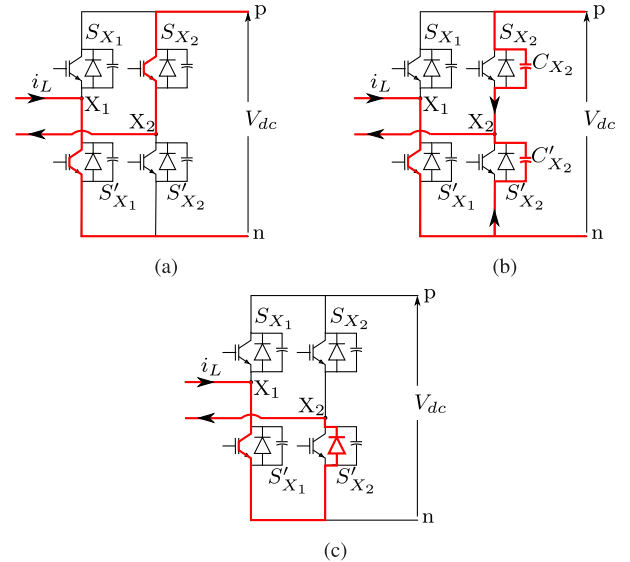 p
S_{X_1} S_{X_2}
i_L
X_1
X_2
V_{dc}
S'_{X_1} S'_{X_2}
n
(a)
p
S_{X_1} S_{X_2}
C_{X_2}
i_L
X_1
X_2
V_{dc}
C'_{X_2}
S'_{X_1} S'_{X_2}
n
(b)
p
S_{X_1} S_{X_2}
i_L
X_1
X_2
V_{dc}
S'_{X_1} S'_{X_2}
n
(c)